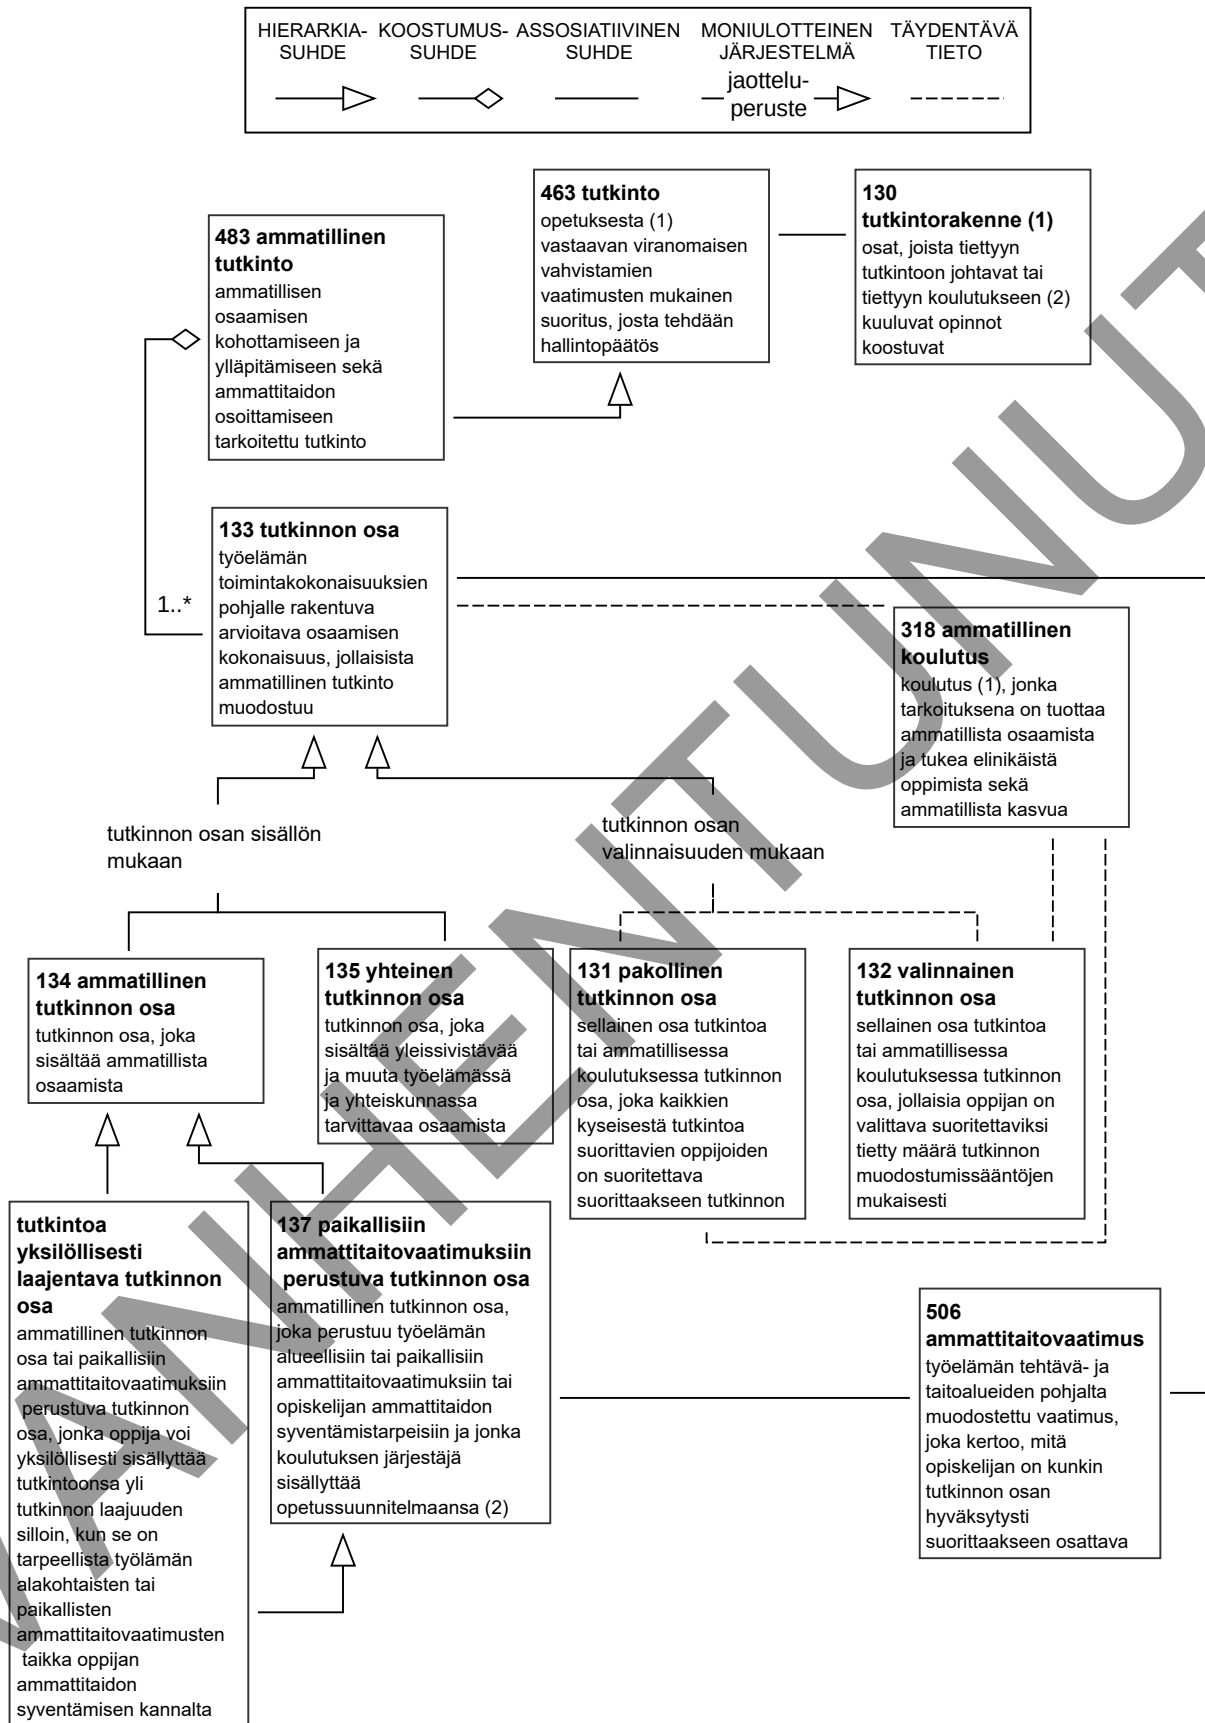 HIERARKIA-
SUHDE
KOOSTUMUS-
SUHDE
ASSOSIATIIVINEN
SUHDE
MONIULOTTEINEN
JÄRJESTELMÄ
jaottelu-
peruste
TÄYDENTÄVÄ
TIETO
463 tutkinto
opetuksesta (1)
vastaavan viranomaisen
vahvistamien
vaatimusten mukainen
suoritus, josta tehdään
hallintopäätös
130
tutkintorakenne (1)
osat, joista tiettyyn
tutkintoon johtavat tai
tiettyyn koulutukseen (2)
kuuluvat opinnot
koostuvat
483 ammatillinen
tutkinto
ammatillisen
osaamisen
kohottamiseen ja
ylläpitämiseen sekä
ammattitaidon
osoittamiseen
tarkoitettu tutkinto
133 tutkinnon osa
työelämän
toimintakokonaisuuksien
pohjalle rakentuva
arvioitava osaamisen
kokonaisuus, jollaisista
ammatillinen tutkinto
muodostuu
1..*
318 ammatillinen
koulutus
koulutus (1), jonka
tarkoituksena on tuottaa
ammatillista osaamista
ja tukea elinikäistä
oppimista sekä
ammatillista kasvua
tutkinnon osan sisällön
mukaan
tutkinnon osan
valinnaisuuden mukaan
134 ammatillinen
tutkinnon osa
tutkinnon osa, joka
sisältää ammatillista
osaamista
135 yhteinen
tutkinnon osa
tutkinnon osa, joka
sisältää yleissivistävää
ja muuta työelämässä
ja yhteiskunnassa
tarvittavaa osaamista
131 pakollinen
tutkinnon osa
sellainen osa tutkintoa
tai ammatillisessa
koulutuksessa tutkinnon
osa, joka kaikkien
kyseisestä tutkintoa
suorittavien oppijoiden
on suoritettava
suorittaakseen tutkinnon
132 valinnainen
tutkinnon osa
sellainen osa tutkintoa
tai ammatillisessa
koulutuksessa tutkinnon
osa, jollaisia oppijan on
valittava suoritettaviksi
tietty määrä tutkinnon
muodostumissääntöjen
mukaisesti
tutkintoa
yksilöllisesti
laajentava tutkinnon
osa
ammatillinen tutkinnon
osa tai paikallisiin
ammattitaitovaatimuksiin
perustuva tutkinnon
osa, jonka oppija voi
yksilöllisesti sisällyttää
tutkintoonsa yli
tutkinnon laajuuden
silloin, kun se on
tarpeellista työlämän
alakohtaisten tai
paikallisten
ammattitaitovaatimusten
taikka oppijan
ammattitaidon
syventämisen kannalta
137 paikallisiin
ammattitaitovaatimuksiin
perustuva tutkinnon osa
ammatillinen tutkinnon osa,
joka perustuu työelämän
alueellisiin tai paikallisiin
ammattitaitovaatimuksiin tai
opiskelijan ammattitaidon
syventämistarpeisiin ja jonka
koulutuksen järjestäjä
sisällyttää
opetussuunnitelmaansa (2)
506
ammattitaitovaatimus
työelämän tehtävä- ja
taitoalueiden pohjalta
muodostettu vaatimus,
joka kertoo, mitä
opiskelijan on kunkin
tutkinnon osan
hyväksytysti
suorittaakseen osattava
VANHENTUNUT